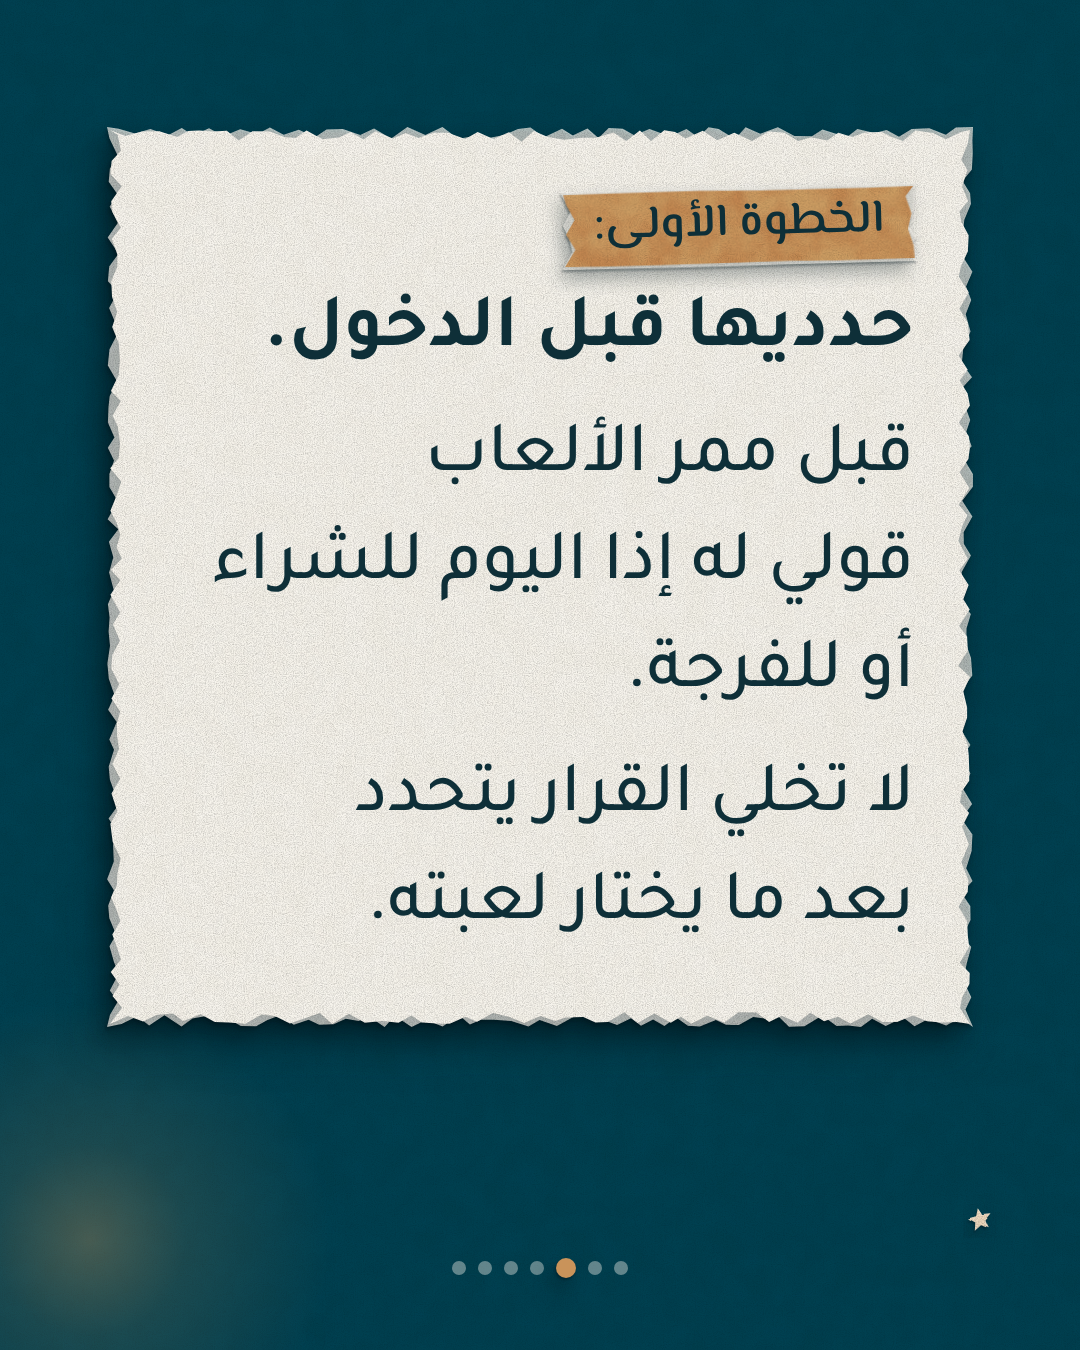 الخطوة الأولى:
حدديها قبل الدخول.
قبل ممر الألعاب
قولي له إذا اليوم للشراء
أو للفرجة.
لا تخلي القرار يتحدد
بعد ما يختار لعبته.